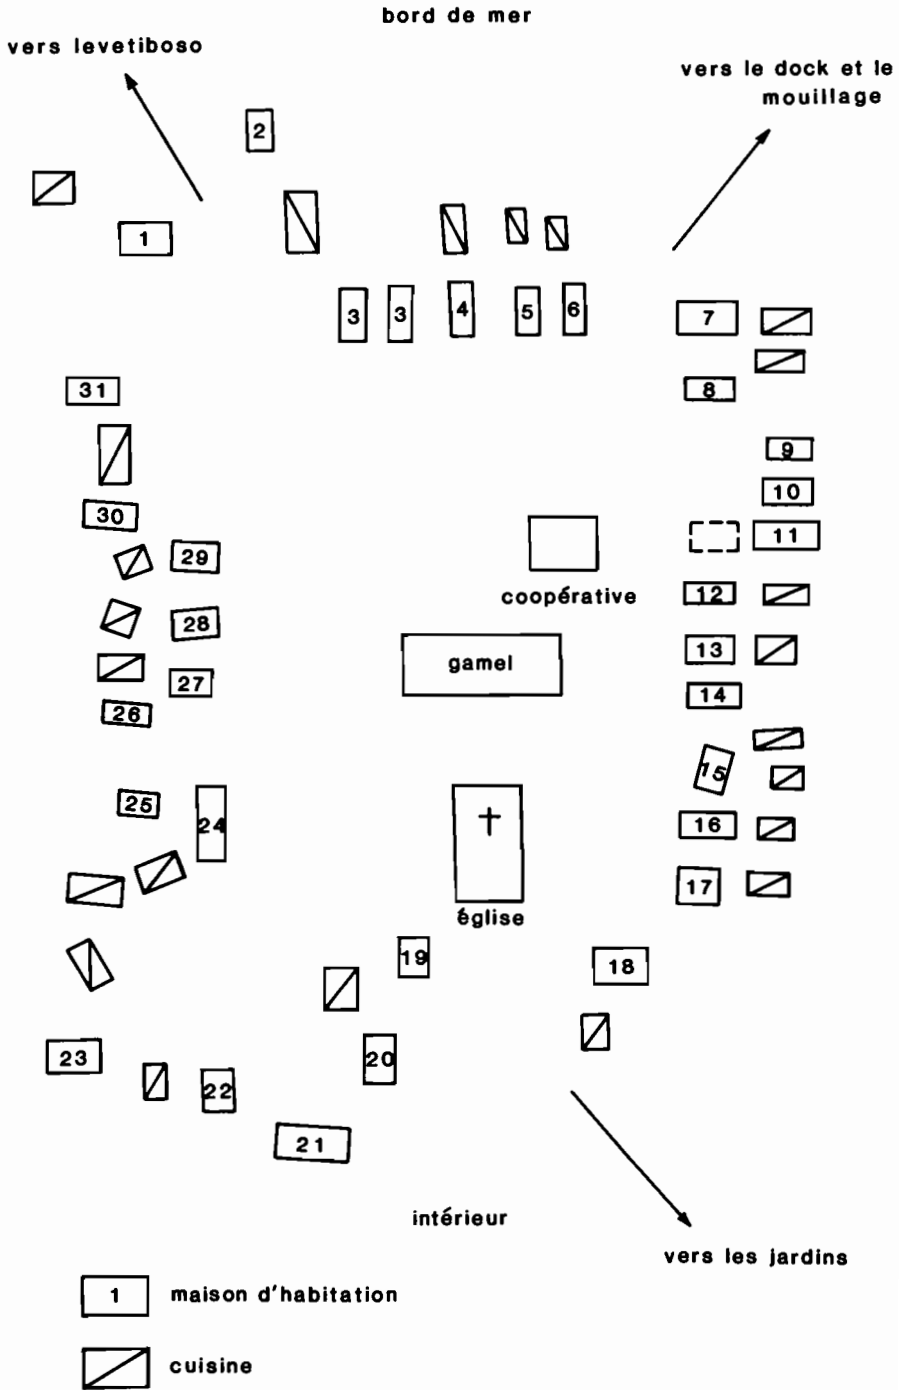 bord de mer
vers levetiboso
vers le dock et le
mouillage
2
1
3 3 4 5 6
7
8
31
9
10
30
11
29
coopérative
12
28
gamel
13
27
14
26
15
25
24
16
17
église
19
18
23
20
22
21
intérieur
vers les jardins
1 maison d'habitation
cuisine